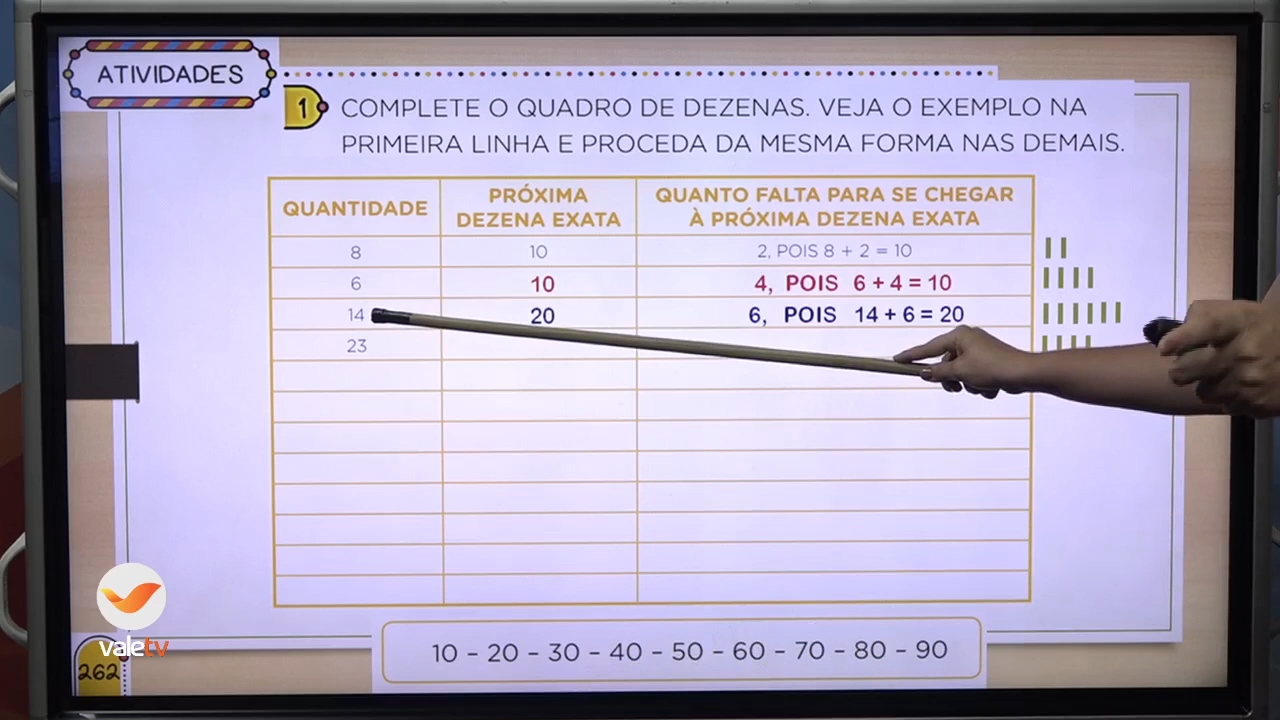 ATIVIDADES
1 COMPLETE O QUADRO DE DEZENAS. VEJA O EXEMPLO NA
PRIMEIRA LINHA E PROCEDA DA MESMA FORMA NAS DEMAIS.
QUANTIDADE
PRÓXIMA
DEZENA EXATA
QUANTO FALTA PARA SE CHEGAR
À PRÓXIMA DEZENA EXATA
8 10 2, POIS 8 + 2 = 10
6 10 4, POIS 6 + 4 = 10
14 20 6, POIS 14 + 6 = 20
23
10 – 20 – 30 – 40 – 50 – 60 – 70 – 80 – 90
valetv
262